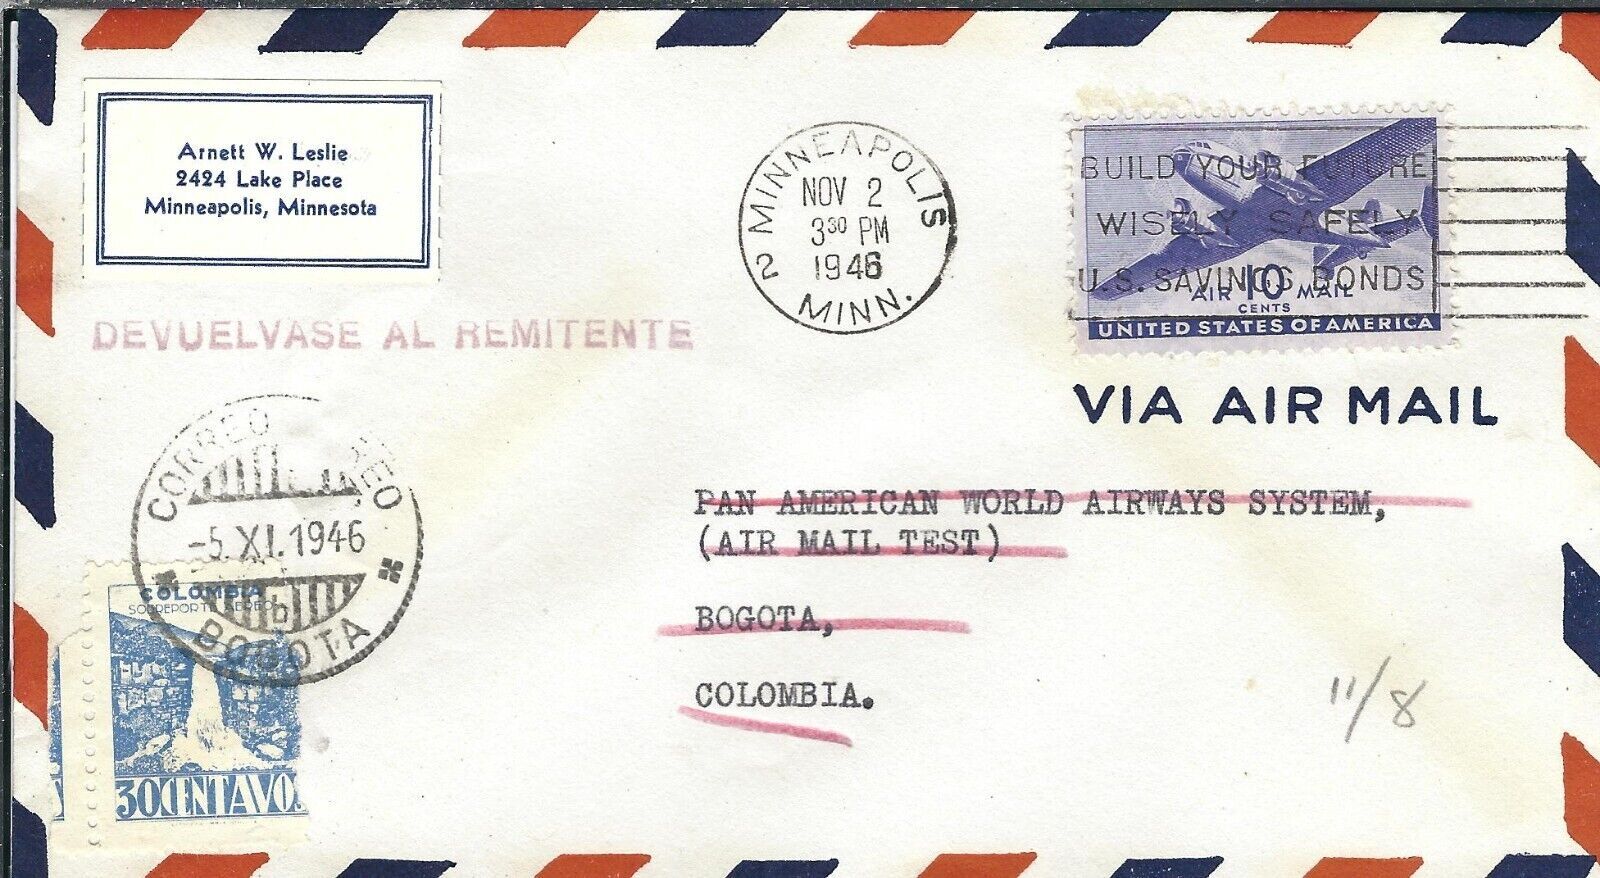 Arnett W. Leslie
2424 Lake Place
Minneapolis, Minnesota
MINNEAPOLIS
NOV 2
3 30 PM
1946
2 MINN.
BUILD YOUR FUTURE
WISELY SAFELY
U.S. SAVINGS BONDS
AIR 10 MAIL
CENTS
UNITED STATES OF AMERICA
DEVUELVASE AL REMITENTE
VIA AIR MAIL
CORREO AEREO
-5. XI. 1946
b
BOGOTA
COLOMBIA
SOBREPORTE AEREO
30 CENTAVOS
PAN AMERICAN WORLD AIRWAYS SYSTEM,
(AIR MAIL TEST)
BOGOTA,
COLOMBIA.
11/8